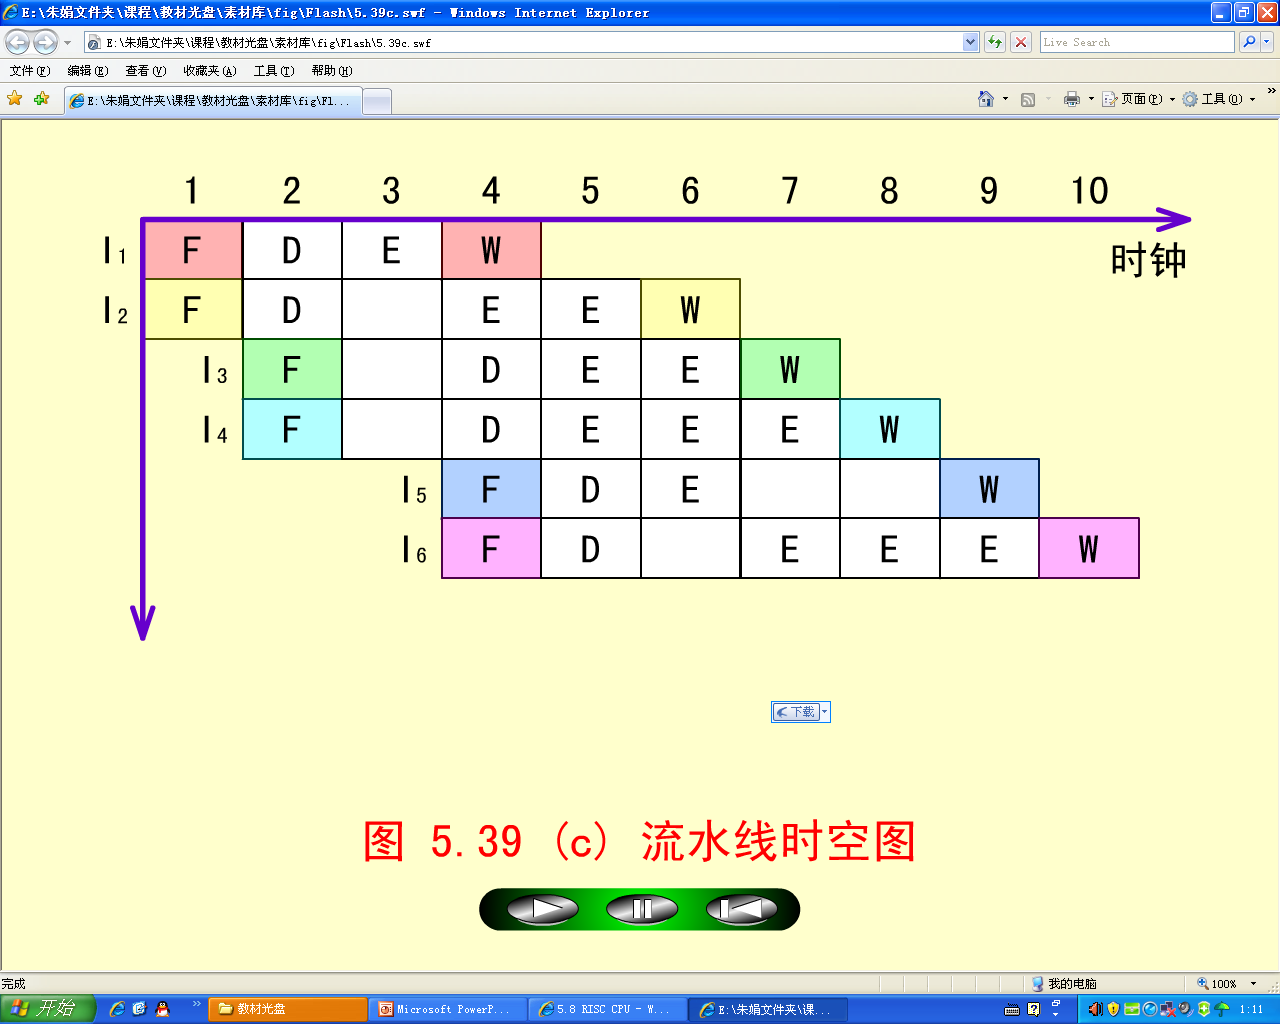 E:\朱娟文件夹\课程\教材光盘\素材库\fig\Flash\5.39c.swf - Windows Internet Explorer
E:\朱娟文件夹\课程\教材光盘\素材库\fig\Flash\5.39c.swf
Live Search
文件(F) 编辑(E) 查看(V) 收藏夹(A) 工具(T) 帮助(H)
E:\朱娟文件夹\课程\教材光盘\素材库\fig\Fl... 页面(P) 工具(O) »
1 2 3 4 5 6 7 8 9 10
时钟
I1 F D E W
I2 F D E E W
I3 F D E E W
I4 F D E E E W
I5 F D E W
I6 F D E E E W
下载
图 5.39 (c) 流水线时空图
完成 我的电脑 100%
开始 » 教材光盘 Microsoft PowerP... 5.8 RISC CPU - W... E:\朱娟文件夹\课... 1:11